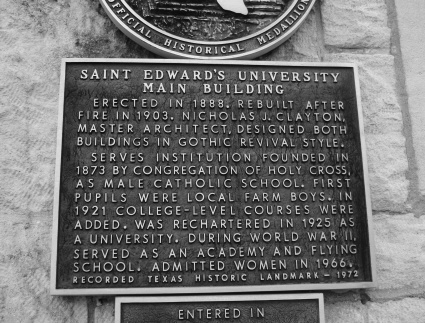 OFFICIAL HISTORICAL MEDALLION
SAINT EDWARD'S UNIVERSITY
MAIN BUILDING
ERECTED IN 1888. REBUILT AFTER
FIRE IN 1903. NICHOLAS J. CLAYTON,
MASTER ARCHITECT, DESIGNED BOTH
BUILDINGS IN GOTHIC REVIVAL STYLE.
SERVES INSTITUTION FOUNDED IN
1873 BY CONGREGATION OF HOLY CROSS,
AS MALE CATHOLIC SCHOOL. FIRST
PUPILS WERE LOCAL FARM BOYS. IN
1921 COLLEGE-LEVEL COURSES WERE
ADDED. WAS RECHARTERED IN 1925 AS
A UNIVERSITY. DURING WORLD WAR II,
SERVED AS AN ACADEMY AND FLYING
SCHOOL. ADMITTED WOMEN IN 1966.
RECORDED TEXAS HISTORIC LANDMARK – 1972
ENTERED IN